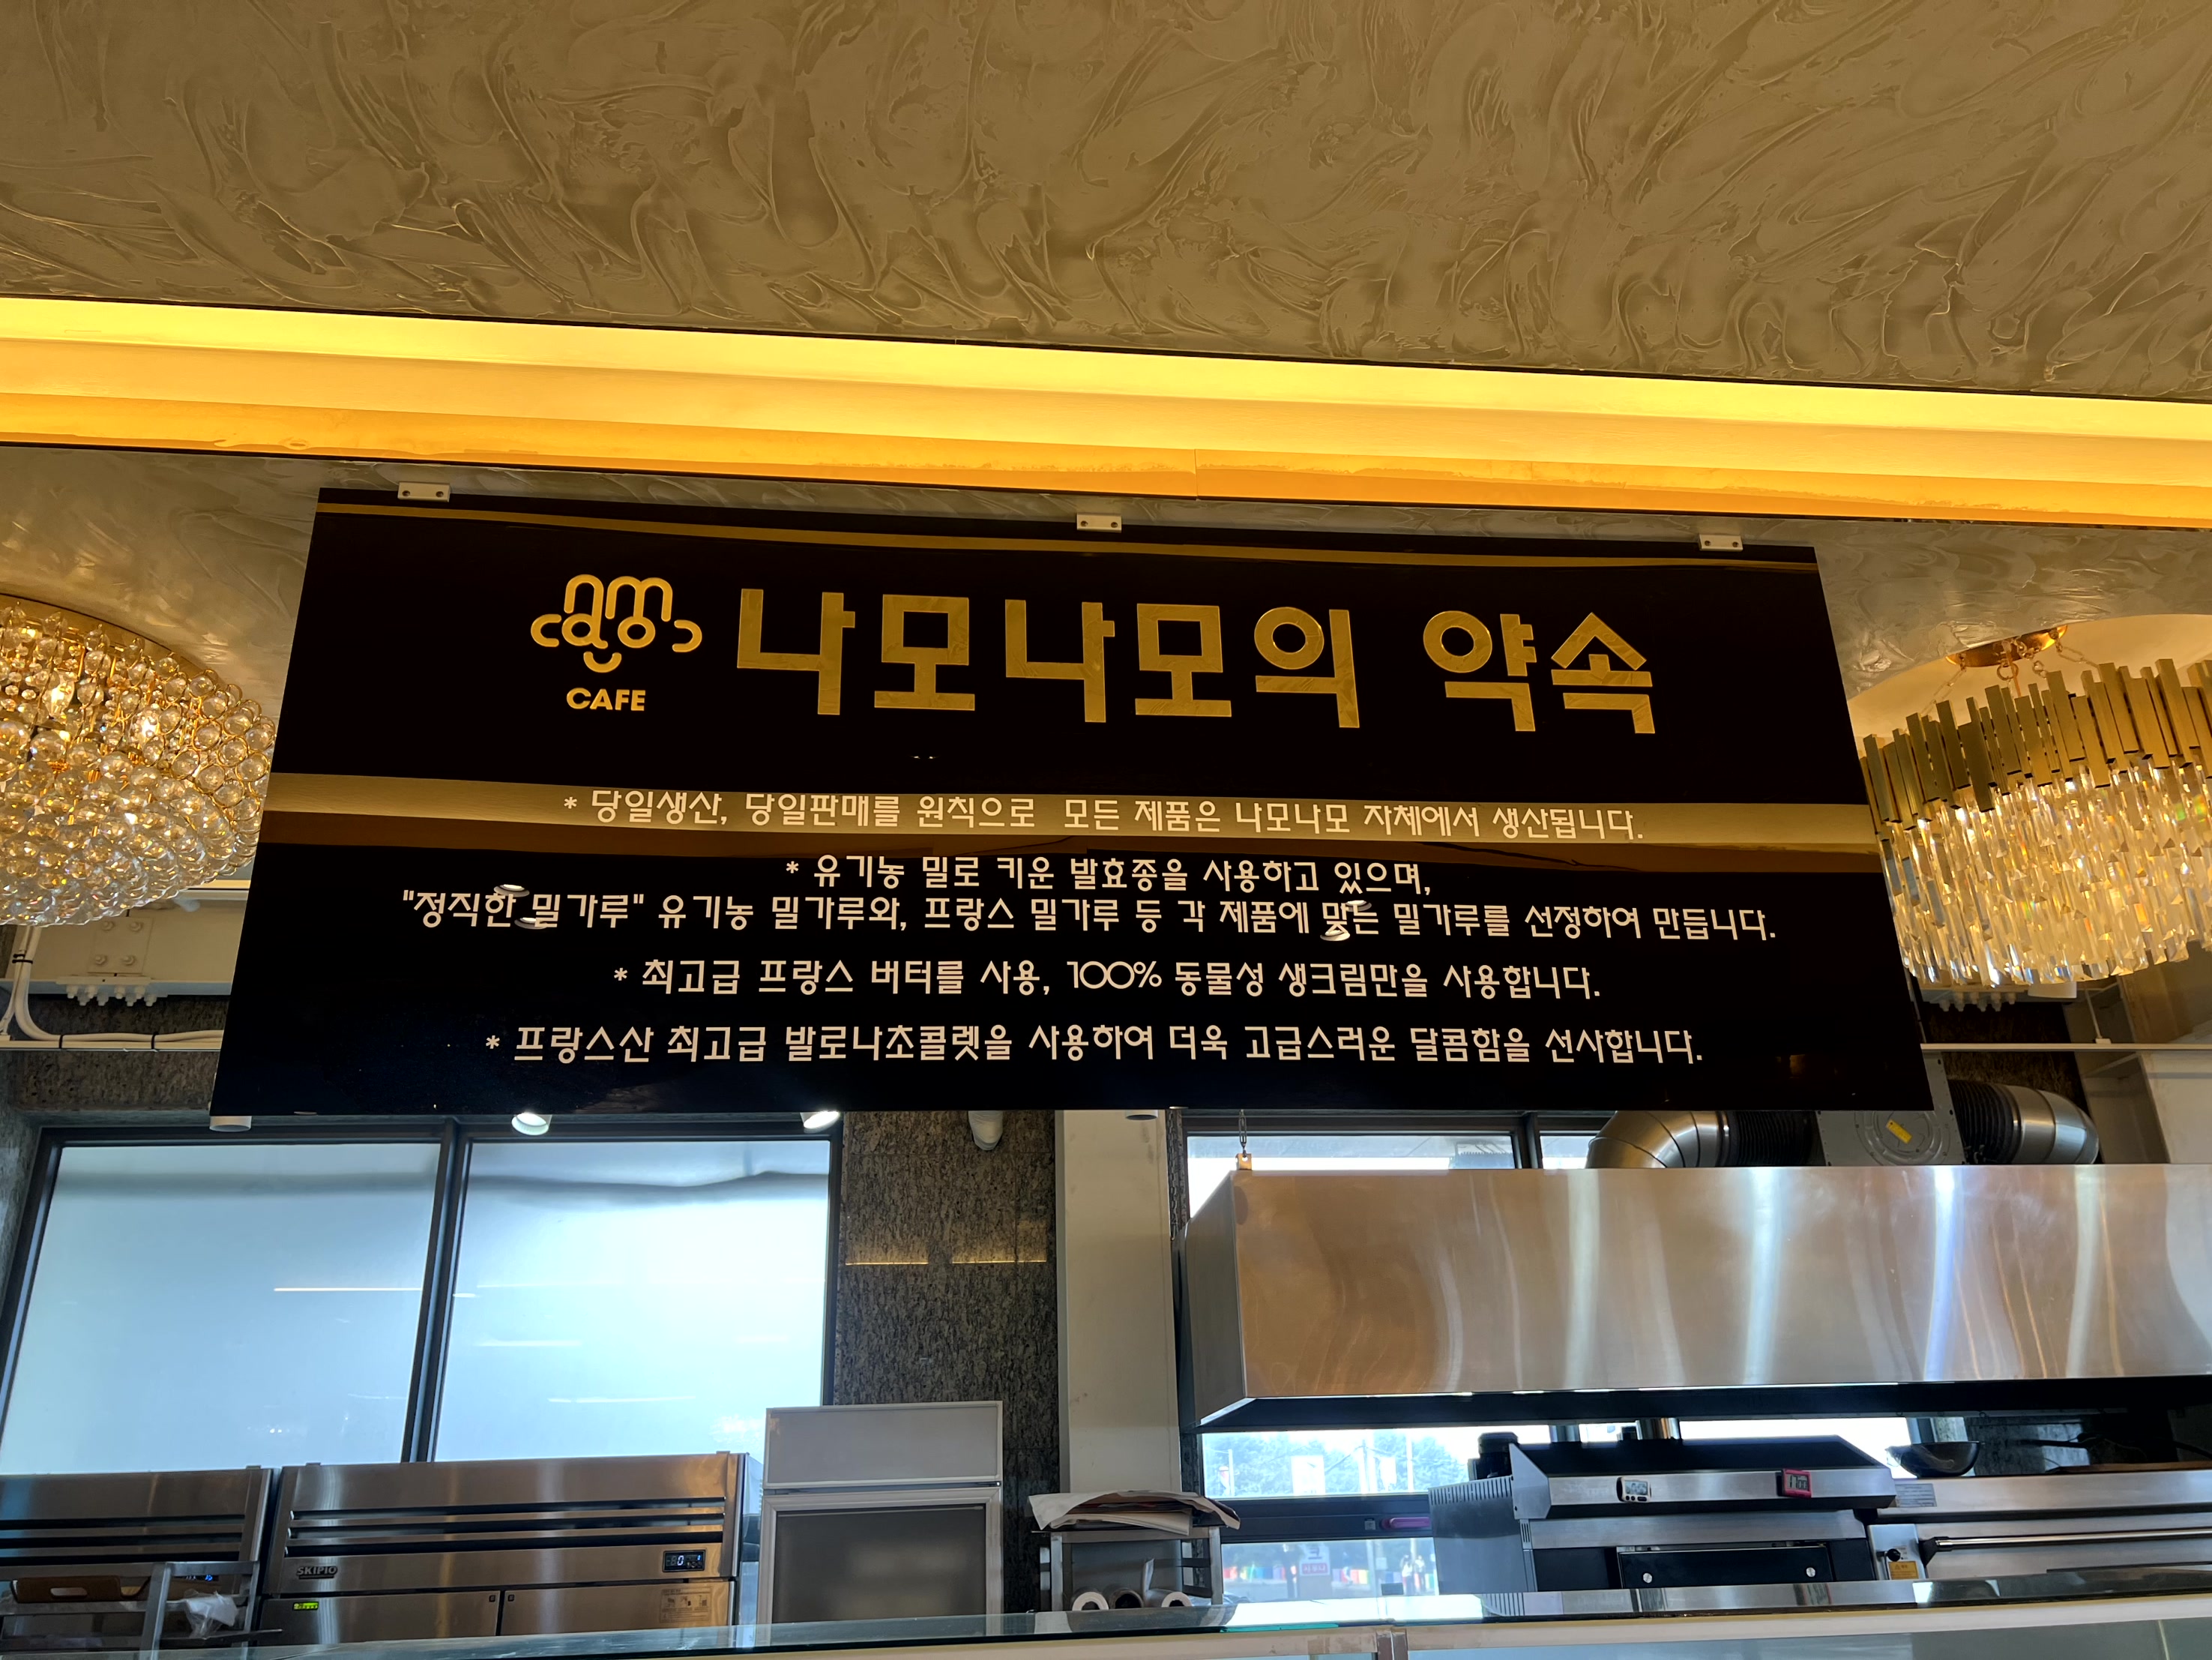 namo
CAFE
나모나모의 약속
* 당일생산, 당일판매를 원칙으로 모든 제품은 나모나모 자체에서 생산됩니다.
* 유기농 밀로 키운 발효종을 사용하고 있으며,
"정직한 밀가루" 유기농 밀가루와, 프랑스 밀가루 등 각 제품에 맞는 밀가루를 선정하여 만듭니다.
* 최고급 프랑스 버터를 사용, 100% 동물성 생크림만을 사용합니다.
* 프랑스산 최고급 발로나초콜렛을 사용하여 더욱 고급스러운 달콤함을 선사합니다.
SKIPIO